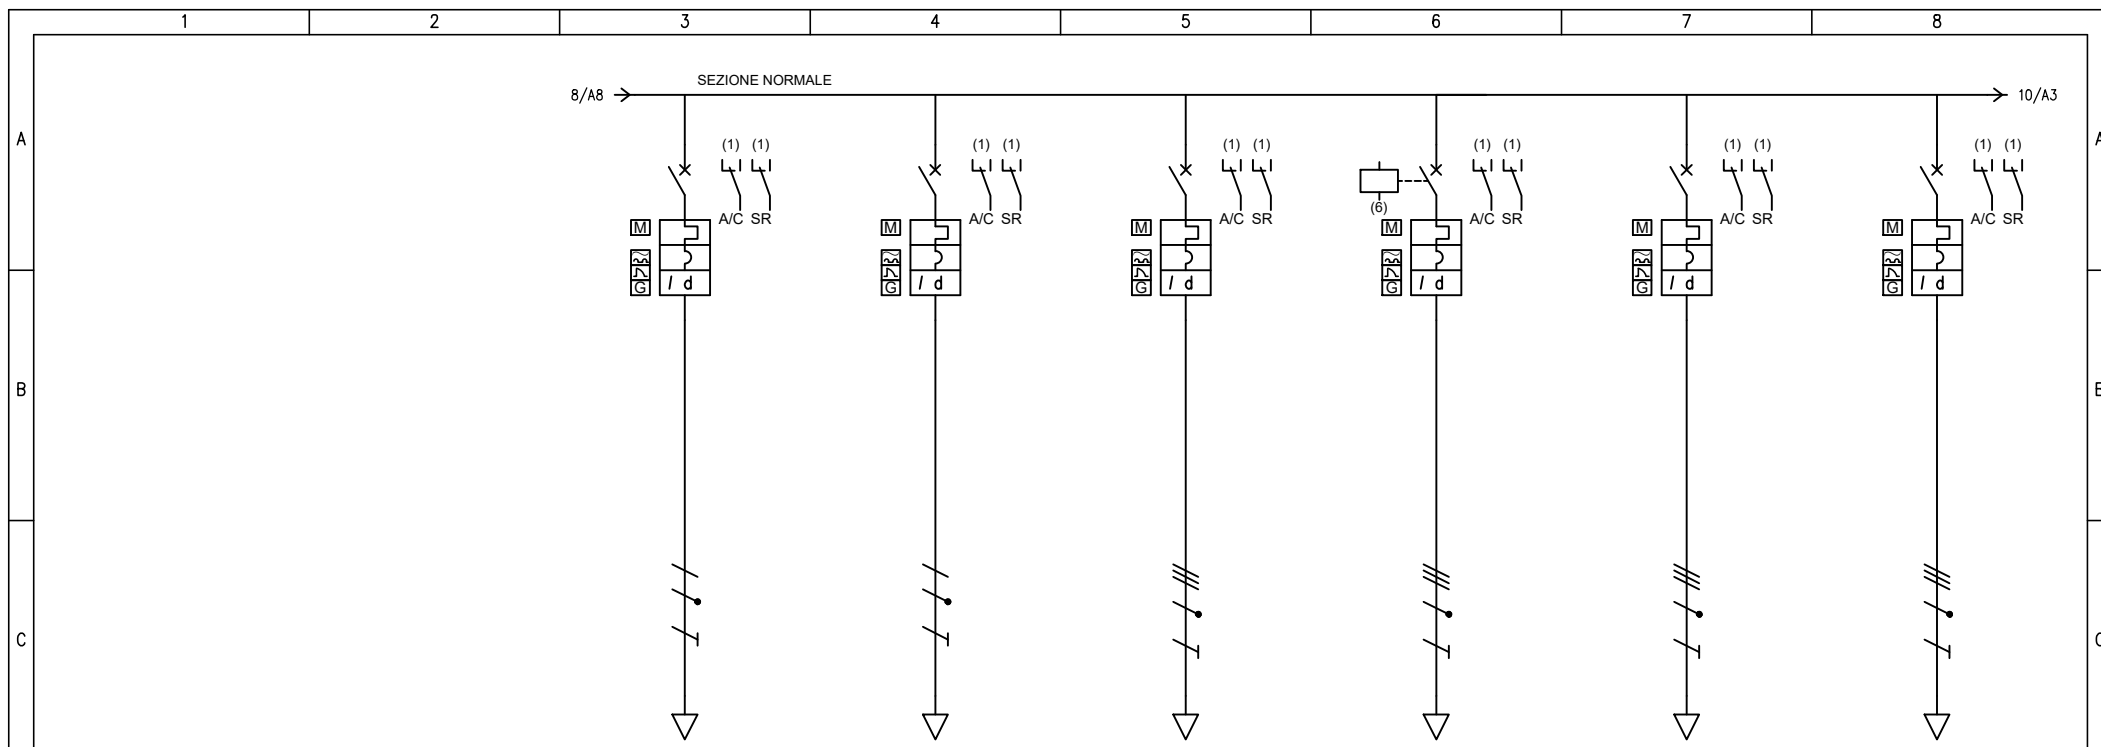 1 2 3 4 5 6 7 8
SEZIONE NORMALE
8/A8 10/A3
A A
(1) (1) (1) (1) (1) (1) (1) (1) (1) (1) (1) (1)
(6)
A/C SR A/C SR A/C SR A/C SR A/C SR A/C SR
M M M M M M
G I d G I d G I d G I d G I d G I d
B
C